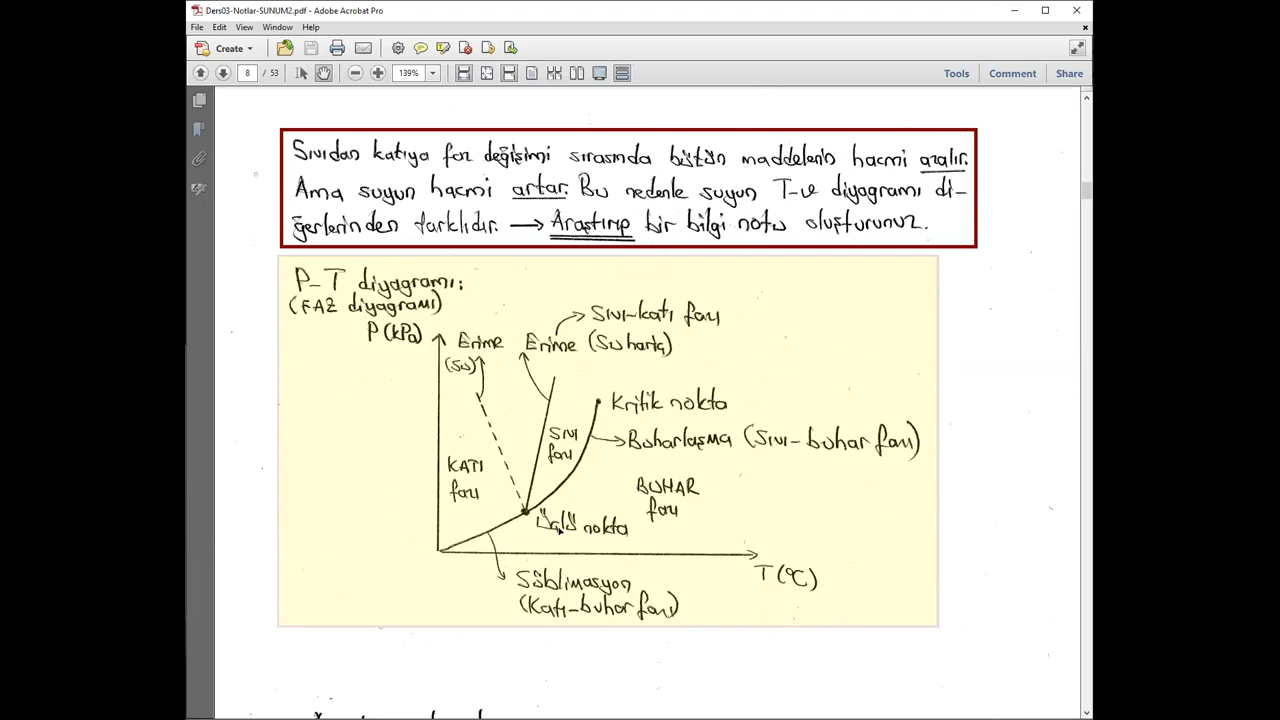 Ders03-Notlar-SUNUM2.pdf - Adobe Acrobat Pro
File Edit View Window Help
Create
8 / 53 139% Tools Comment Share
Sıvıdan katıya faz değişimi sırasında bütün maddelerin hacmi azalır.
Ama suyun hacmi artar. Bu nedenle suyun T-v diyagramı di-
ğerlerinden farklıdır. → Araştırıp bir bilgi notu oluşturunuz.
P-T diyagramı:
(FAZ diyagramı)
P(kPa)
Erime
(su)
Sıvı-katı fazı
Erime (Su hariç)
Kritik nokta
Buharlaşma (Sıvı-buhar fazı)
SIVI
fazı
KATI
fazı
BUHAR
fazı
Üçlü nokta
T(°C)
Süblimasyon
(Katı-buhar fazı)